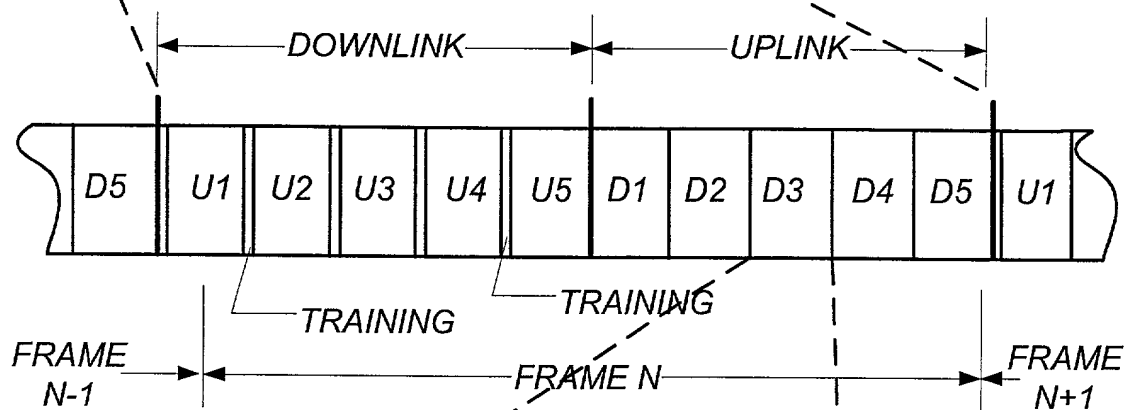 DOWNLINK UPLINK
D5 U1 U2 U3 U4 U5 D1 D2 D3 D4 D5 U1
TRAINING TRAINING
FRAME N-1
FRAME N
FRAME N+1